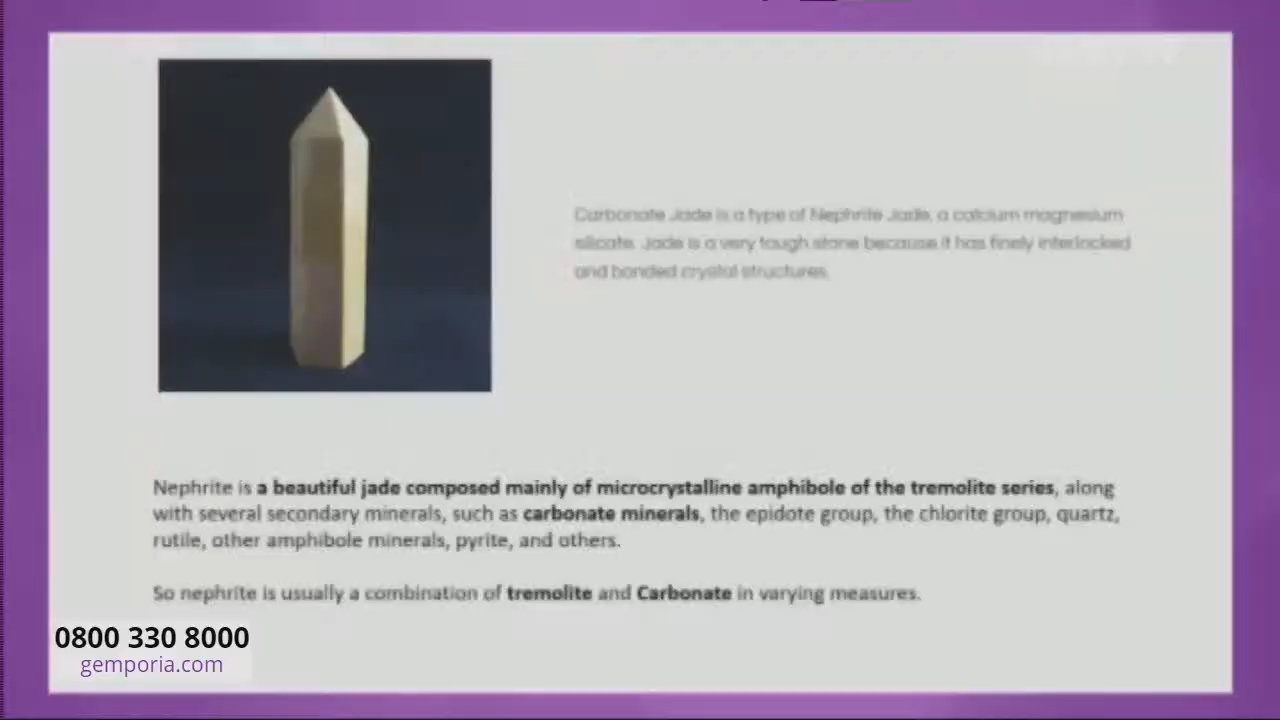 Carbonate Jade is a type of Nephrite Jade, a calcium magnesium
silicate. Jade is a very tough stone because it has finely interlocked
and bonded crystal structures.
Nephrite is a beautiful jade composed mainly of microcrystalline amphibole of the tremolite series, along
with several secondary minerals, such as carbonate minerals, the epidote group, the chlorite group, quartz,
rutile, other amphibole minerals, pyrite, and others.
So nephrite is usually a combination of tremolite and Carbonate in varying measures.
0800 330 8000
gemporia.com